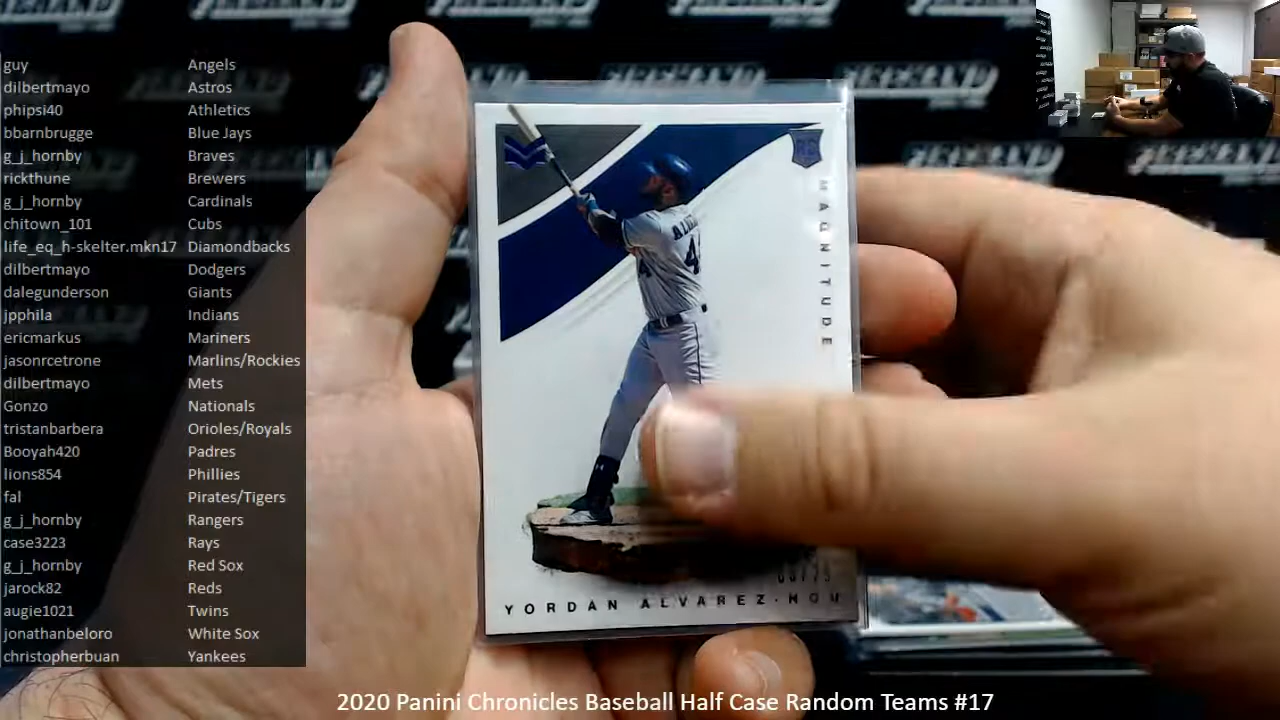 guy Angels
dilbertmayo Astros
phipsi40 Athletics
bbarnbrugge Blue Jays
g_j_hornby Braves
rickthune Brewers
g_j_hornby Cardinals
chitown_101 Cubs
life_eq_h-skelter.mkn17 Diamondbacks
dilbertmayo Dodgers
dalegunderson Giants
jpphila Indians
ericmarkus Mariners
jasonrcetrone Marlins/Rockies
dilbertmayo Mets
Gonzo Nationals
tristanbarbera Orioles/Royals
Booyah420 Padres
lions854 Phillies
fal Pirates/Tigers
g_j_hornby Rangers
case3223 Rays
g_j_hornby Red Sox
jarock82 Reds
augie1021 Twins
jonathanbeloro White Sox
christopherbuan Yankees
RC
MAGNITUDE
YORDAN ALVAREZ-HOU
2020 Panini Chronicles Baseball Half Case Random Teams #17